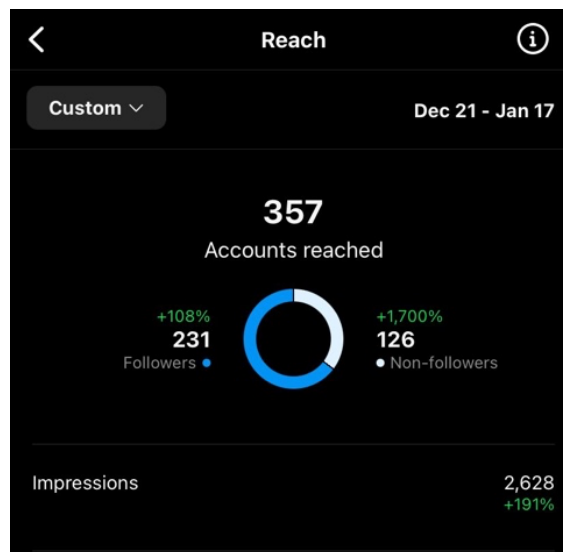 Reach
Custom
Dec 21 - Jan 17
357
Accounts reached
+108%
231
Followers
+1,700%
126
Non-followers
Impressions
2,628
+191%